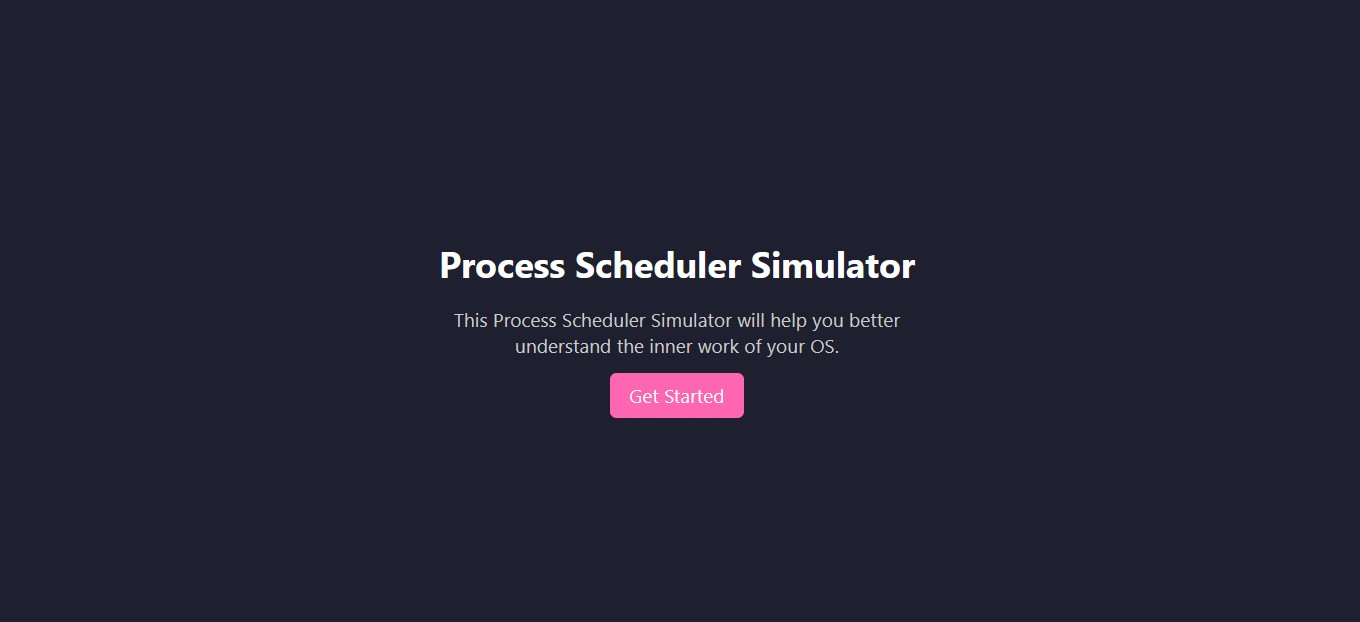 Process Scheduler Simulator
This Process Scheduler Simulator will help you better
understand the inner work of your OS.
Get Started